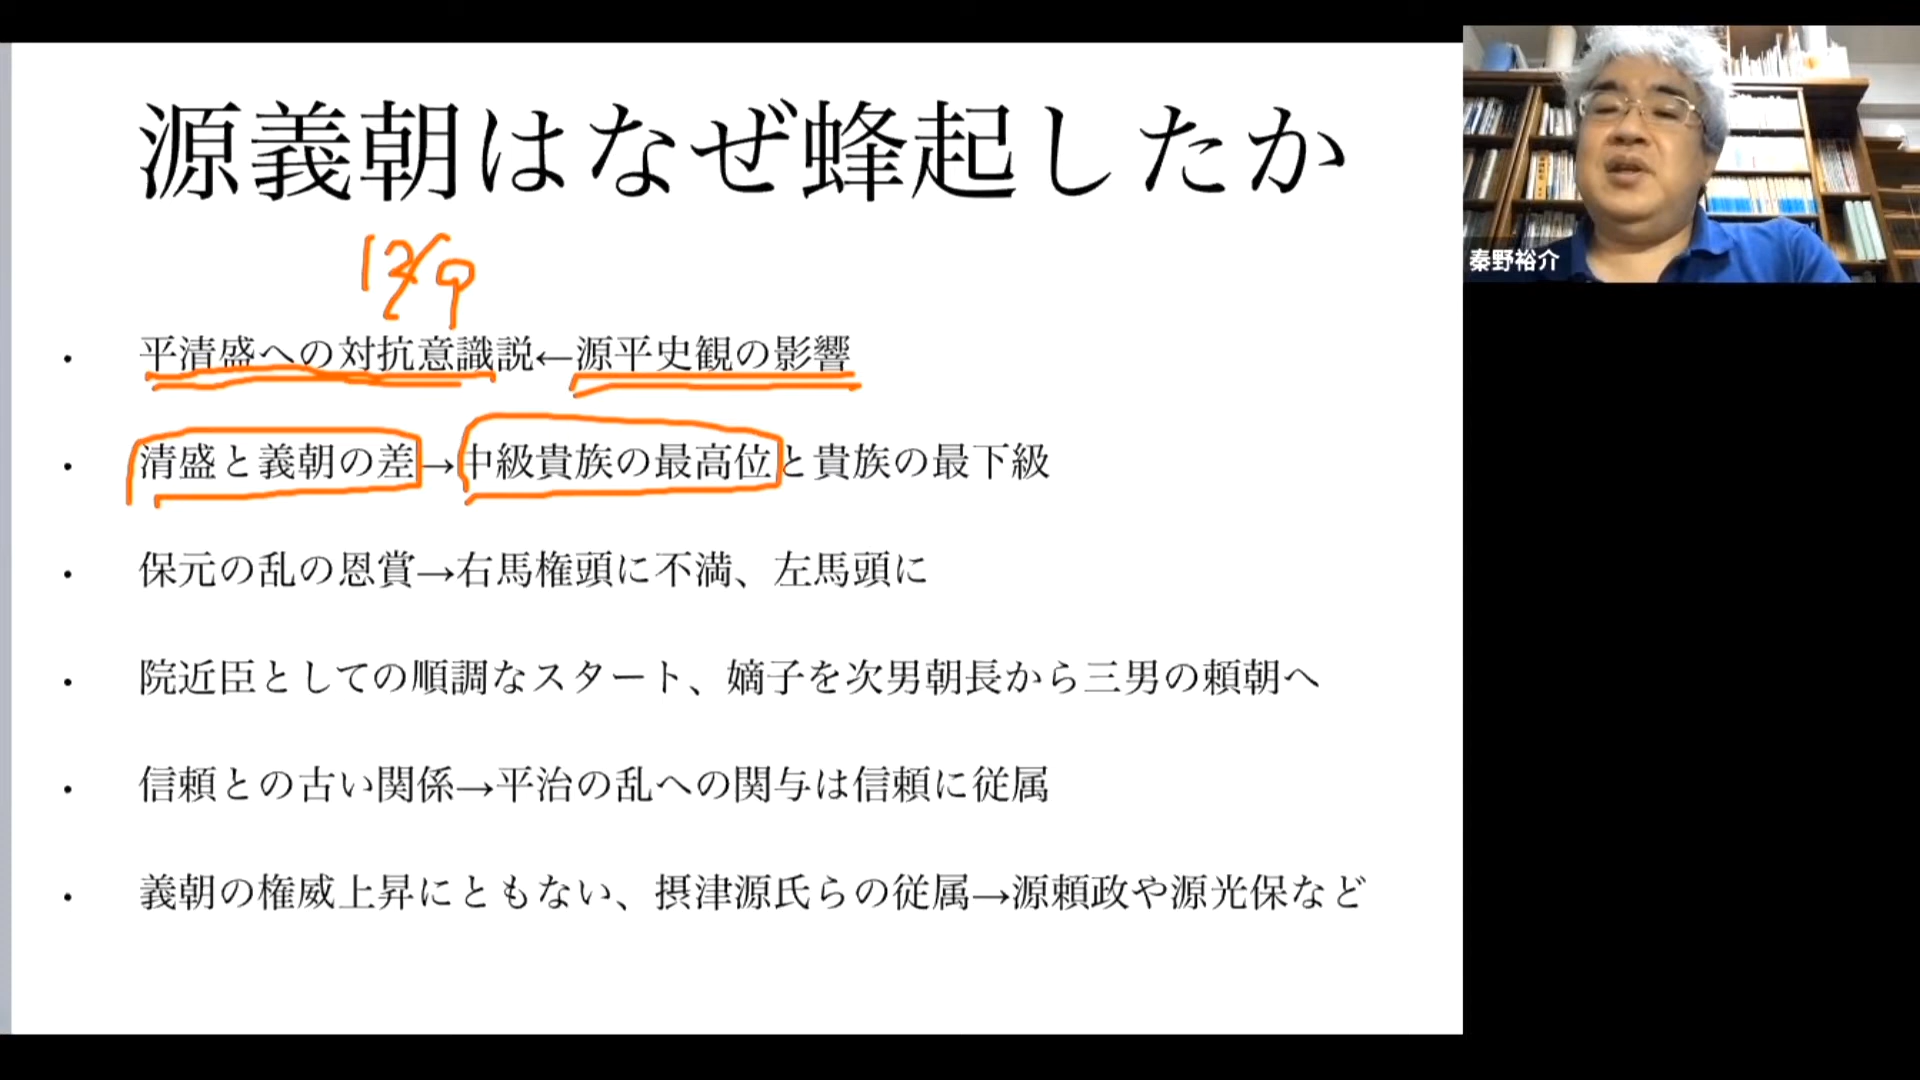 源義朝はなぜ蜂起したか
12/9
・ 平清盛への対抗意識説←源平史観の影響
・ 清盛と義朝の差→中級貴族の最高位と貴族の最下級
・ 保元の乱の恩賞→右馬権頭に不満、左馬頭に
・ 院近臣としての順調なスタート、嫡子を次男朝長から三男の頼朝へ
・ 信頼との古い関係→平治の乱への関与は信頼に従属
・ 義朝の権威上昇にともない、摂津源氏らの従属→源頼政や源光保など
秦野裕介